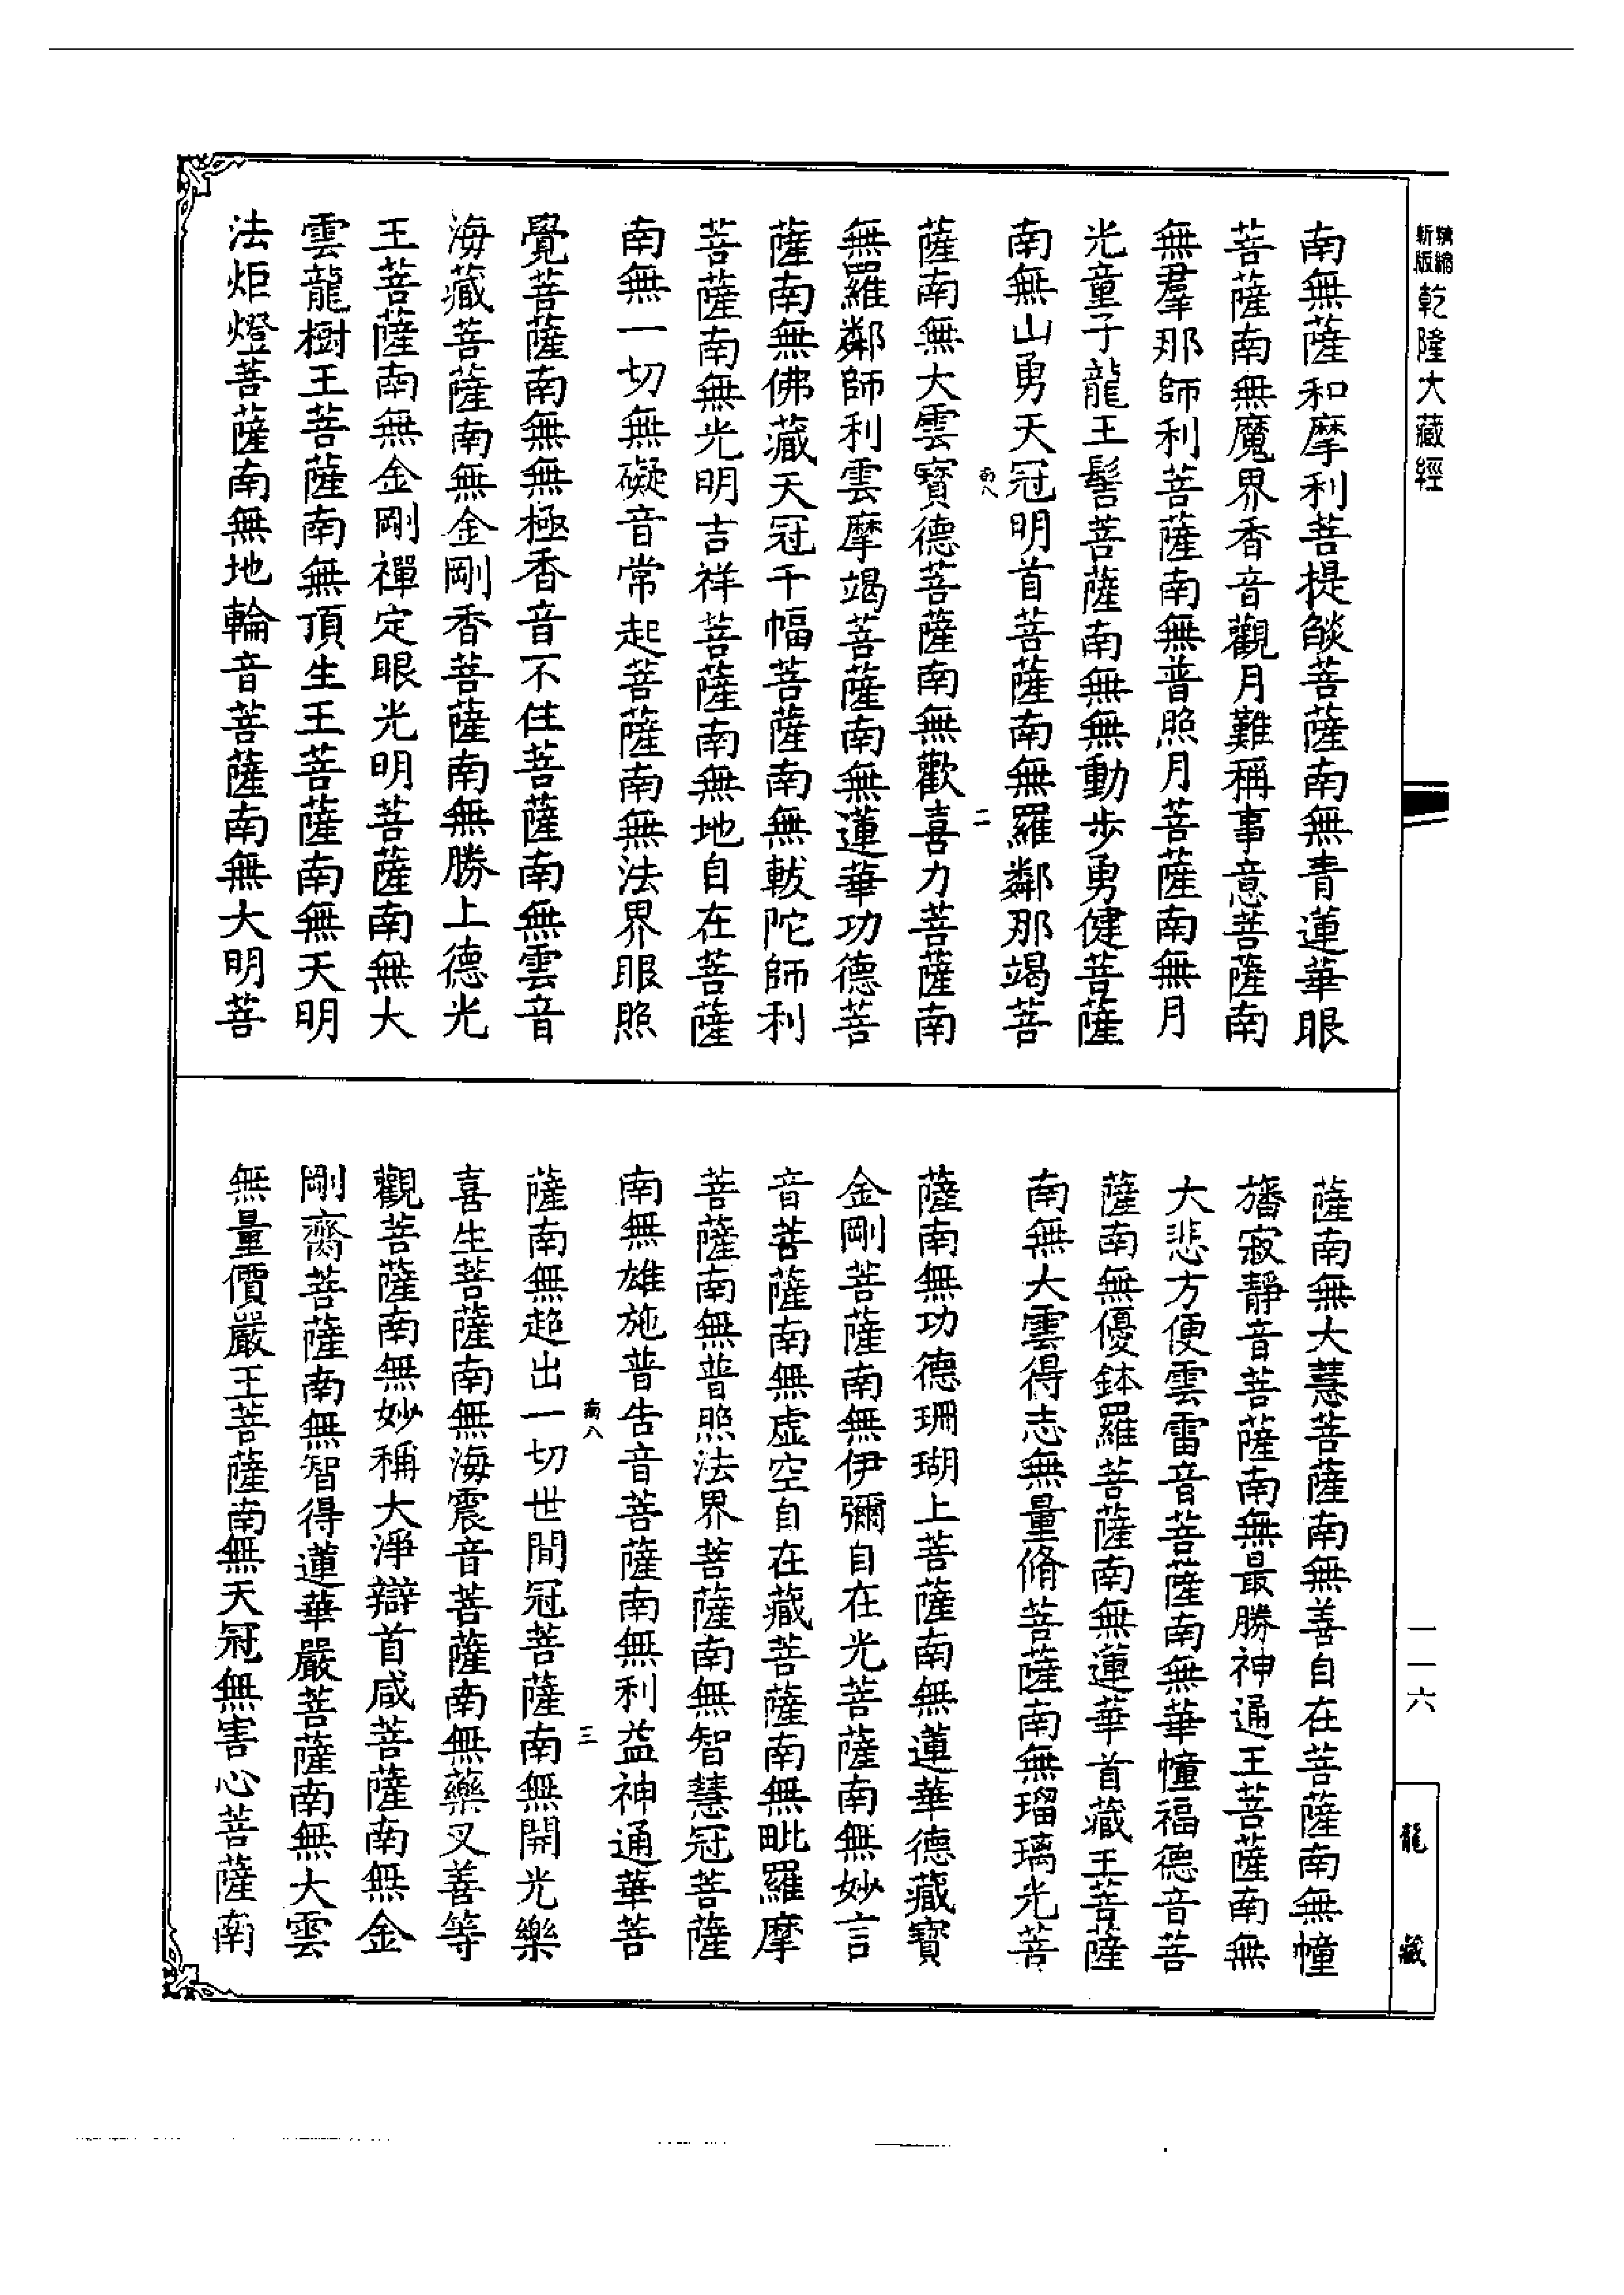 精縮
新版
乾隆大藏經
南無薩和摩利菩提𦦨菩薩南無青蓮華眼
菩薩南無魔界香音觀月難稱事意菩薩南
無羣那師利菩薩南無普照月菩薩南無月
光童子龍王髻菩薩南無無動步勇健菩薩
南無山勇天冠明首菩薩南無羅鄰那竭菩
南八
二
薩南無大雲寶德菩薩南無歡喜力菩薩南
無羅鄰師利雲摩竭菩薩南無蓮華功德菩
薩南無佛藏天冠千幅菩薩南無軷陀師利
菩薩南無光明吉祥菩薩南無地自在菩薩
南無一切無礙音常起菩薩南無法界眼照
覺菩薩南無無極香音不住菩薩南無雲音
海藏菩薩南無金剛香菩薩南無勝上德光
王菩薩南無金剛禪定眼光明菩薩南無大
雲龍樹王菩薩南無頂生王菩薩南無天明
法炬燈菩薩南無地輪音菩薩南無大明菩
薩南無大慧菩薩南無善自在菩薩南無幢
旛寂靜音菩薩南無最勝神通王菩薩南無
大悲方便雲雷音菩薩南無華幢福德音菩
薩南無優鉢羅菩薩南無蓮華首藏王菩薩
南無大雲得志無量脩菩薩南無瑠璃光菩
薩南無功德珊瑚上菩薩南無蓮華德藏寶
金剛菩薩南無伊彌自在光菩薩南無妙言
音菩薩南無虛空自在藏菩薩南無毗羅摩
菩薩南無普照法界菩薩南無智慧冠菩薩
南無雄施普告音菩薩南無利益神通華菩
南八
三
薩南無超出一切世間冠菩薩南無開光樂
喜生菩薩南無海震音菩薩南無藥叉善等
觀菩薩南無妙稱大淨辯首咸菩薩南無金
剛齎菩薩南無智得蓮華嚴菩薩南無大雲
無量價嚴王菩薩南無天冠無害心菩薩南
一一六
龍藏